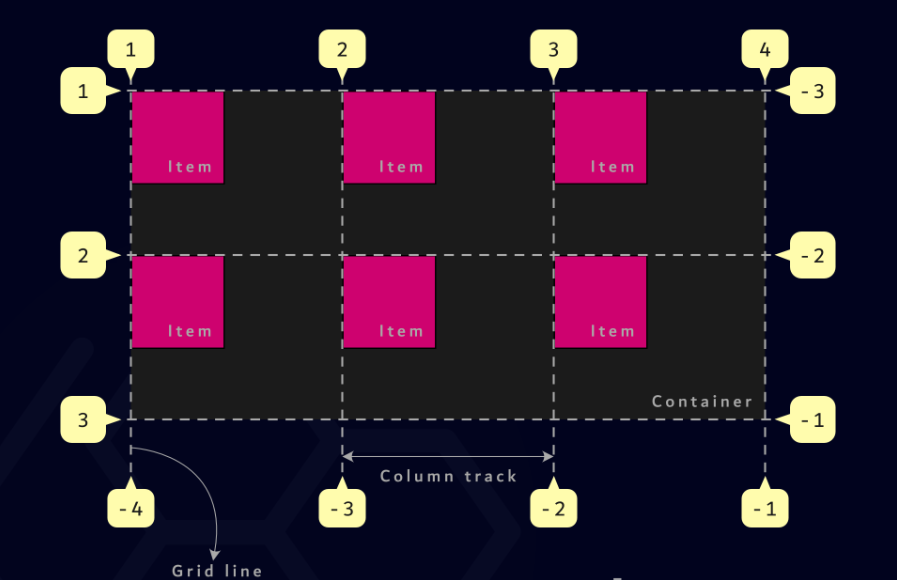 1 2 3 4
1 -3
Item Item Item
2 -2
Item Item Item
Container
3 -1
Column track
-4 -3 -2 -1
Grid line